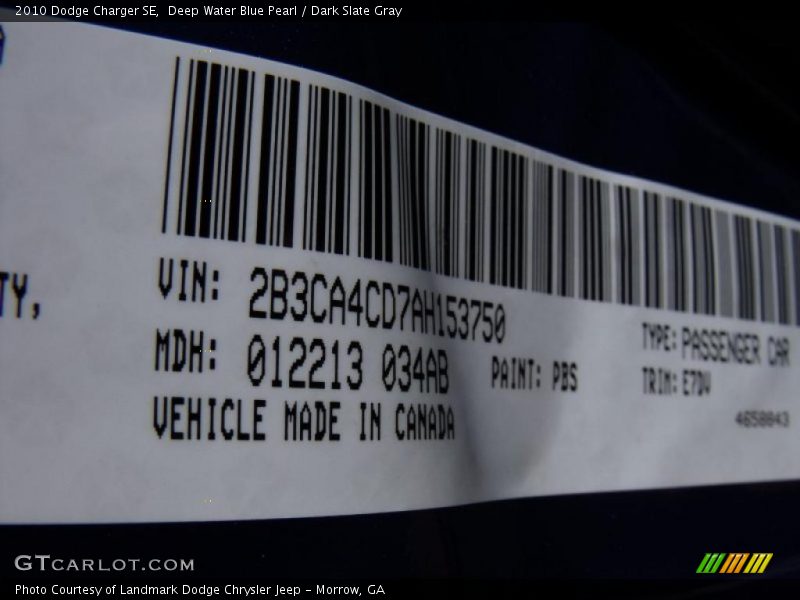 2010 Dodge Charger SE, Deep Water Blue Pearl / Dark Slate Gray
TY,
VIN: 2B3CA4CD7AH153750
MDH: 012213 034AB
PAINT: PBS
VEHICLE MADE IN CANADA
TYPE: PASSENGER CAR
TRIM: E7DV
4658043
GTCARLOT.COM
Photo Courtesy of Landmark Dodge Chrysler Jeep – Morrow, GA